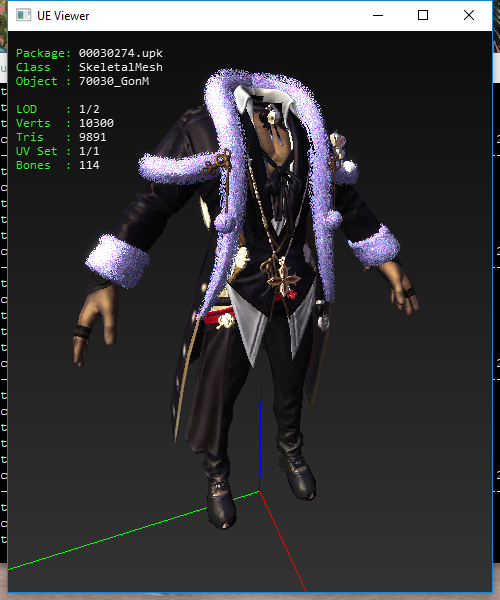 UE Viewer
Package: 00030274.upk
Class  : SkeletalMesh
Object : 70030_GonM
LOD    : 1/2
Verts  : 10300
Tris   : 9891
UV Set : 1/1
Bones  : 114